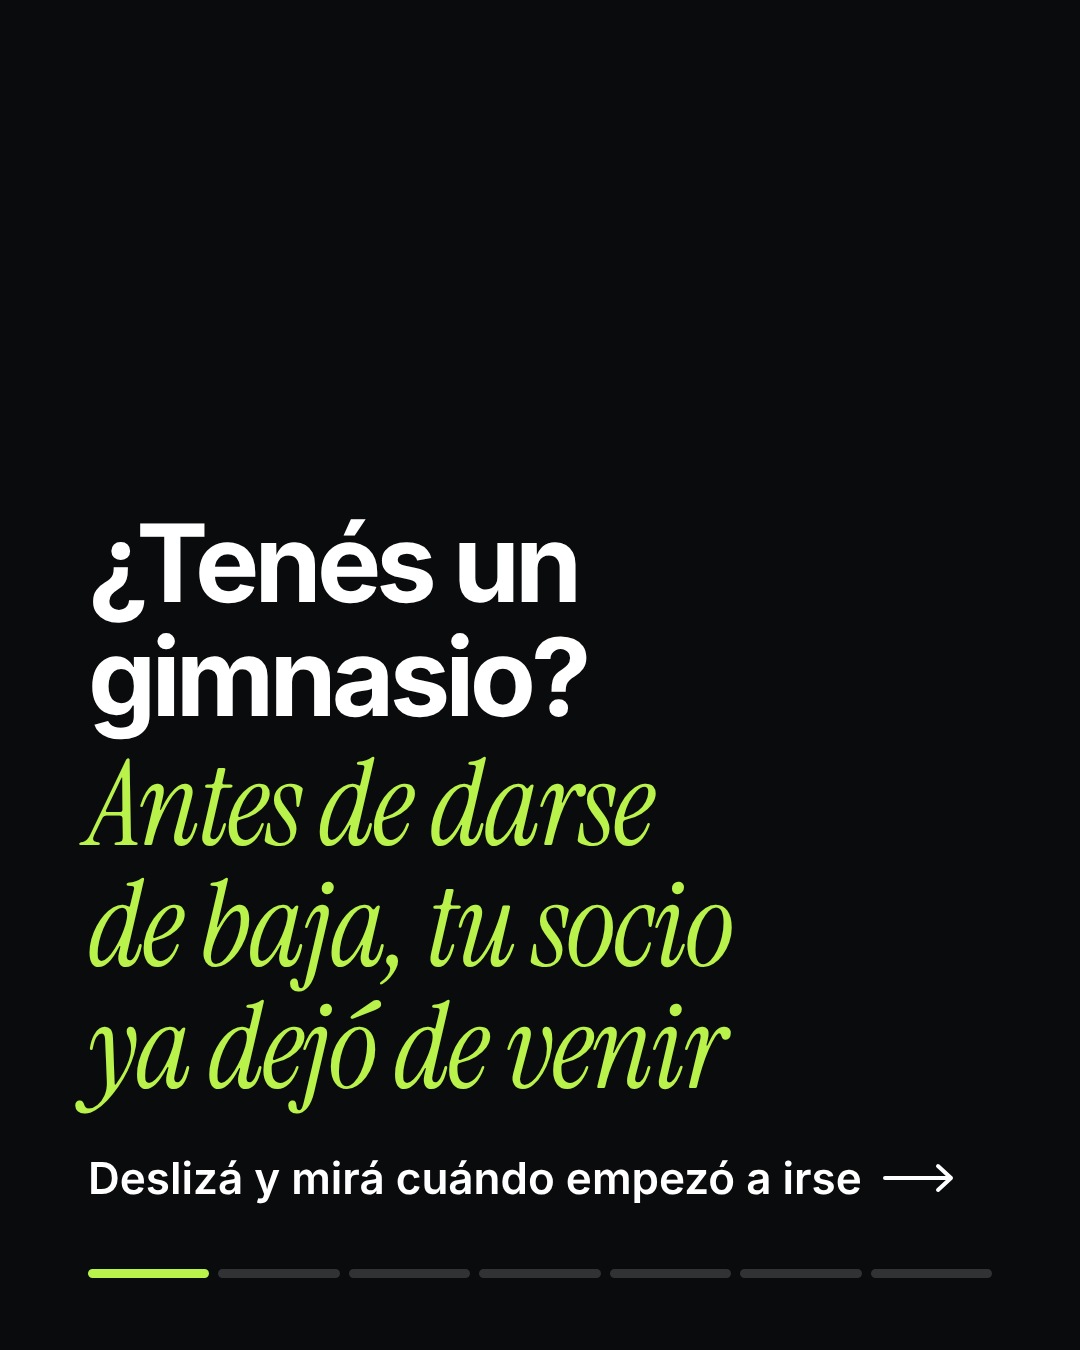 ¿Tenés un
gimnasio?
Antes de darse
de baja, tu socio
ya dejó de venir
Deslizá y mirá cuándo empezó a irse